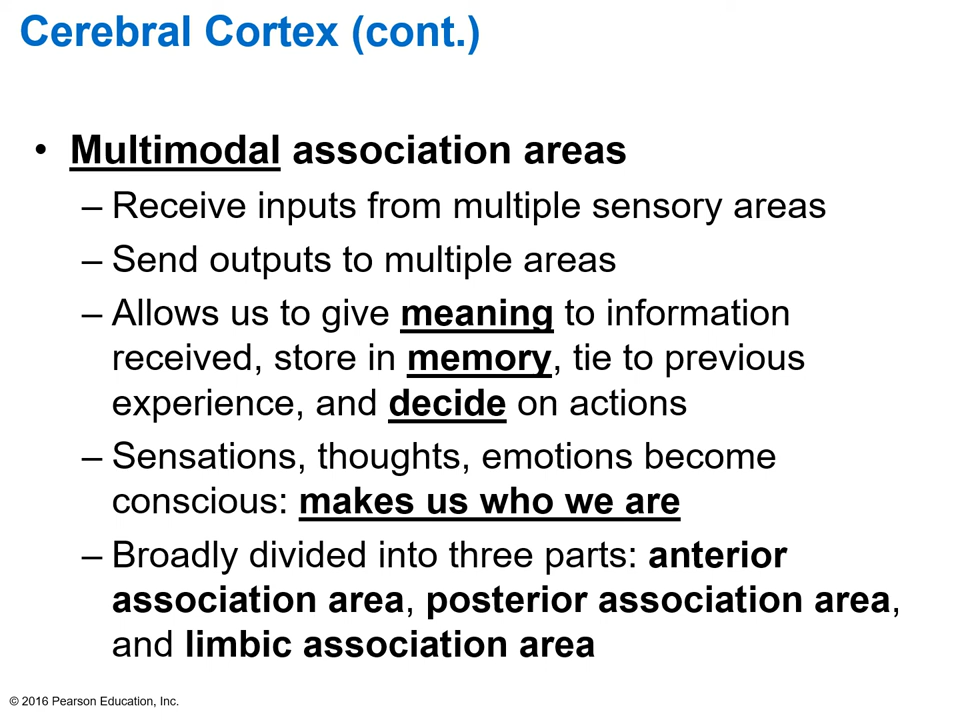 Cerebral Cortex (cont.)
• Multimodal association areas
– Receive inputs from multiple sensory areas
– Send outputs to multiple areas
– Allows us to give meaning to information
received, store in memory, tie to previous
experience, and decide on actions
– Sensations, thoughts, emotions become
conscious: makes us who we are
– Broadly divided into three parts: anterior
association area, posterior association area,
and limbic association area
© 2016 Pearson Education, Inc.